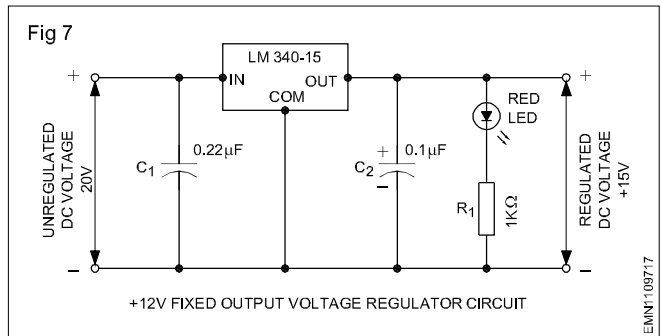 Fig 7
LM 340-15
IN
OUT
COM
+
+
RED
LED
UNREGULATED
DC VOLTAGE
20V
C1
0.22µF
+
C2
0.1µF
–
R1
1KΩ
REGULATED
DC VOLTAGE
+15V
–
–
+12V FIXED OUTPUT VOLTAGE REGULATOR CIRCUIT
EMN1109717